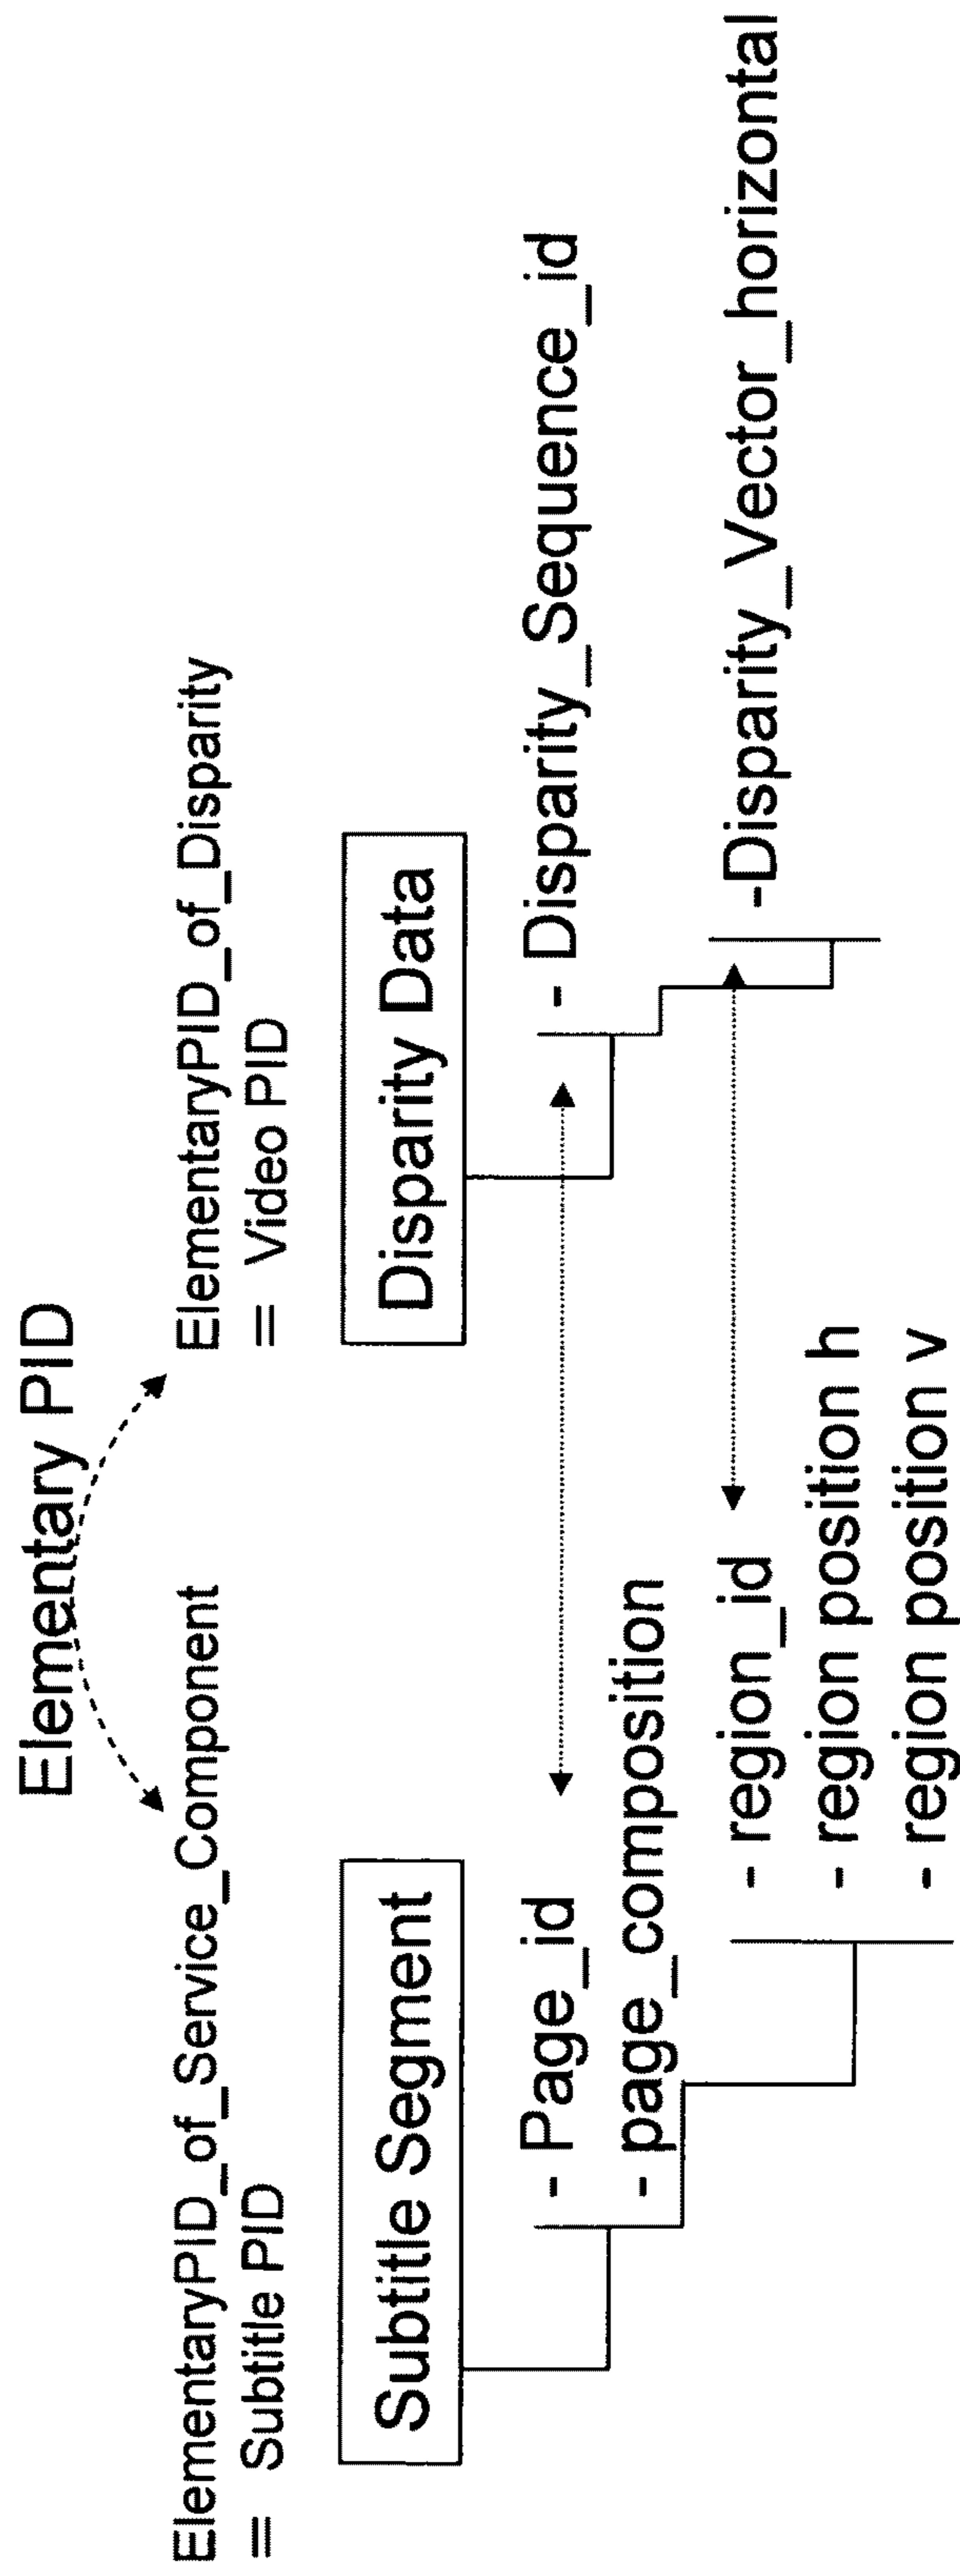 Elementary PID
ElementaryPID_of_Service_Component
= Subtitle PID
ElementaryPID_of_Disparity
= Video PID
Subtitle Segment
Disparity Data
- Page_id
- page_composition
- Disparity_Sequence_id
- region_id
- region position h
- region position v
-Disparity_Vector_horizontal